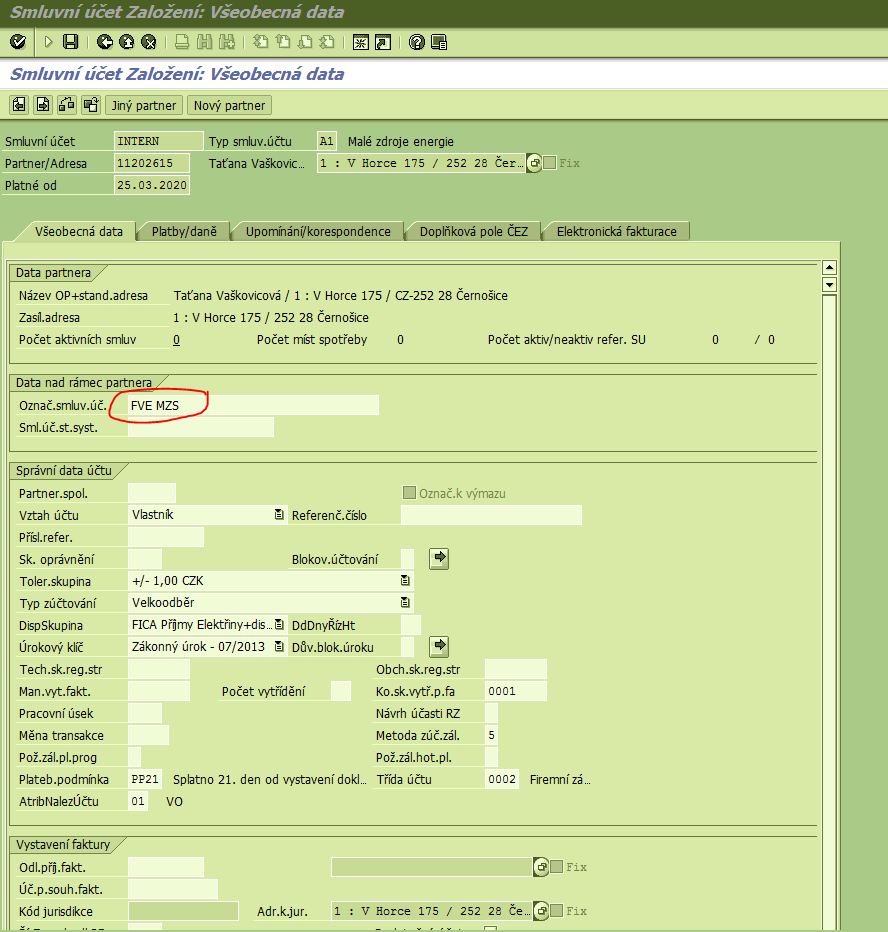 Smluvní účet Založení: Všeobecná data
Smluvní účet Založení: Všeobecná data
Jiný partner Nový partner
Smluvní účet INTERN Typ smluv.účtu A1 Malé zdroje energie
Partner/Adresa 11202615 Taťana Vaškovic… 1 : V Horce 175 / 252 28 Čer… Fix
Platné od 25.03.2020
Všeobecná data Platby/daně Upomínání/korespondence Doplňková pole ČEZ Elektronická fakturace
Data partnera
Název OP+stand.adresa Taťana Vaškovicová / 1 : V Horce 175 / CZ-252 28 Černošice
Zasíl.adresa 1 : V Horce 175 / 252 28 Černošice
Počet aktivních smluv 0 Počet míst spotřeby 0 Počet aktiv/neaktiv refer. SU 0 / 0
Data nad rámec partnera
Označ.smluv.úč. FVE MZS
Sml.úč.st.syst.
Správní data účtu
Partner.spol. Označ.k výmazu
Vztah účtu Vlastník Referenč.číslo
Přísl.refer.
Sk. oprávnění Blokov.účtování
Toler.skupina +/- 1,00 CZK
Typ zúčtování Velkoodběr
DispSkupina FICA Příjmy Elektřiny+dis… DdDnyŘízHt
Úrokový klíč Zákonný úrok - 07/2013 Dův.blok.úroku
Tech.sk.reg.str Obch.sk.reg.str
Man.vyt.fakt. Počet vytřídění Ko.sk.vytř.p.fa 0001
Pracovní úsek Návrh účasti RZ
Měna transakce Metoda zúč.zál. 5
Pož.zál.pl.prog Pož.zál.hot.pl.
Plateb.podmínka PP21 Splatno 21. den od vystavení dokl… Třída účtu 0002 Firemní zá…
AtribNalezÚčtu 01 VO
Vystavení faktury
Odl.příj.fakt. Fix
Úč.p.souh.fakt.
Kód jurisdikce Adr.k.jur. 1 : V Horce 175 / 252 28 Če… Fix